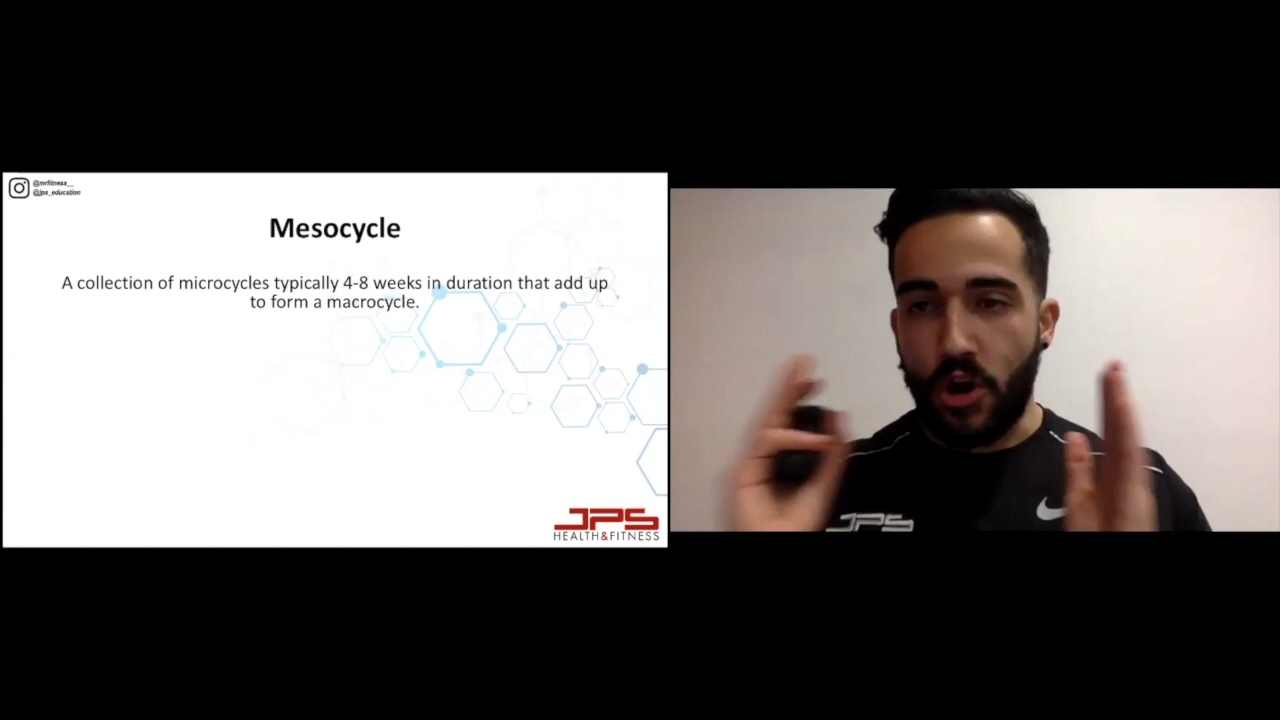 @mrfitness__
@jps_education
Mesocycle
A collection of microcycles typically 4-8 weeks in duration that add up
to form a macrocycle.
JPS
HEALTH&FITNESS
JPS